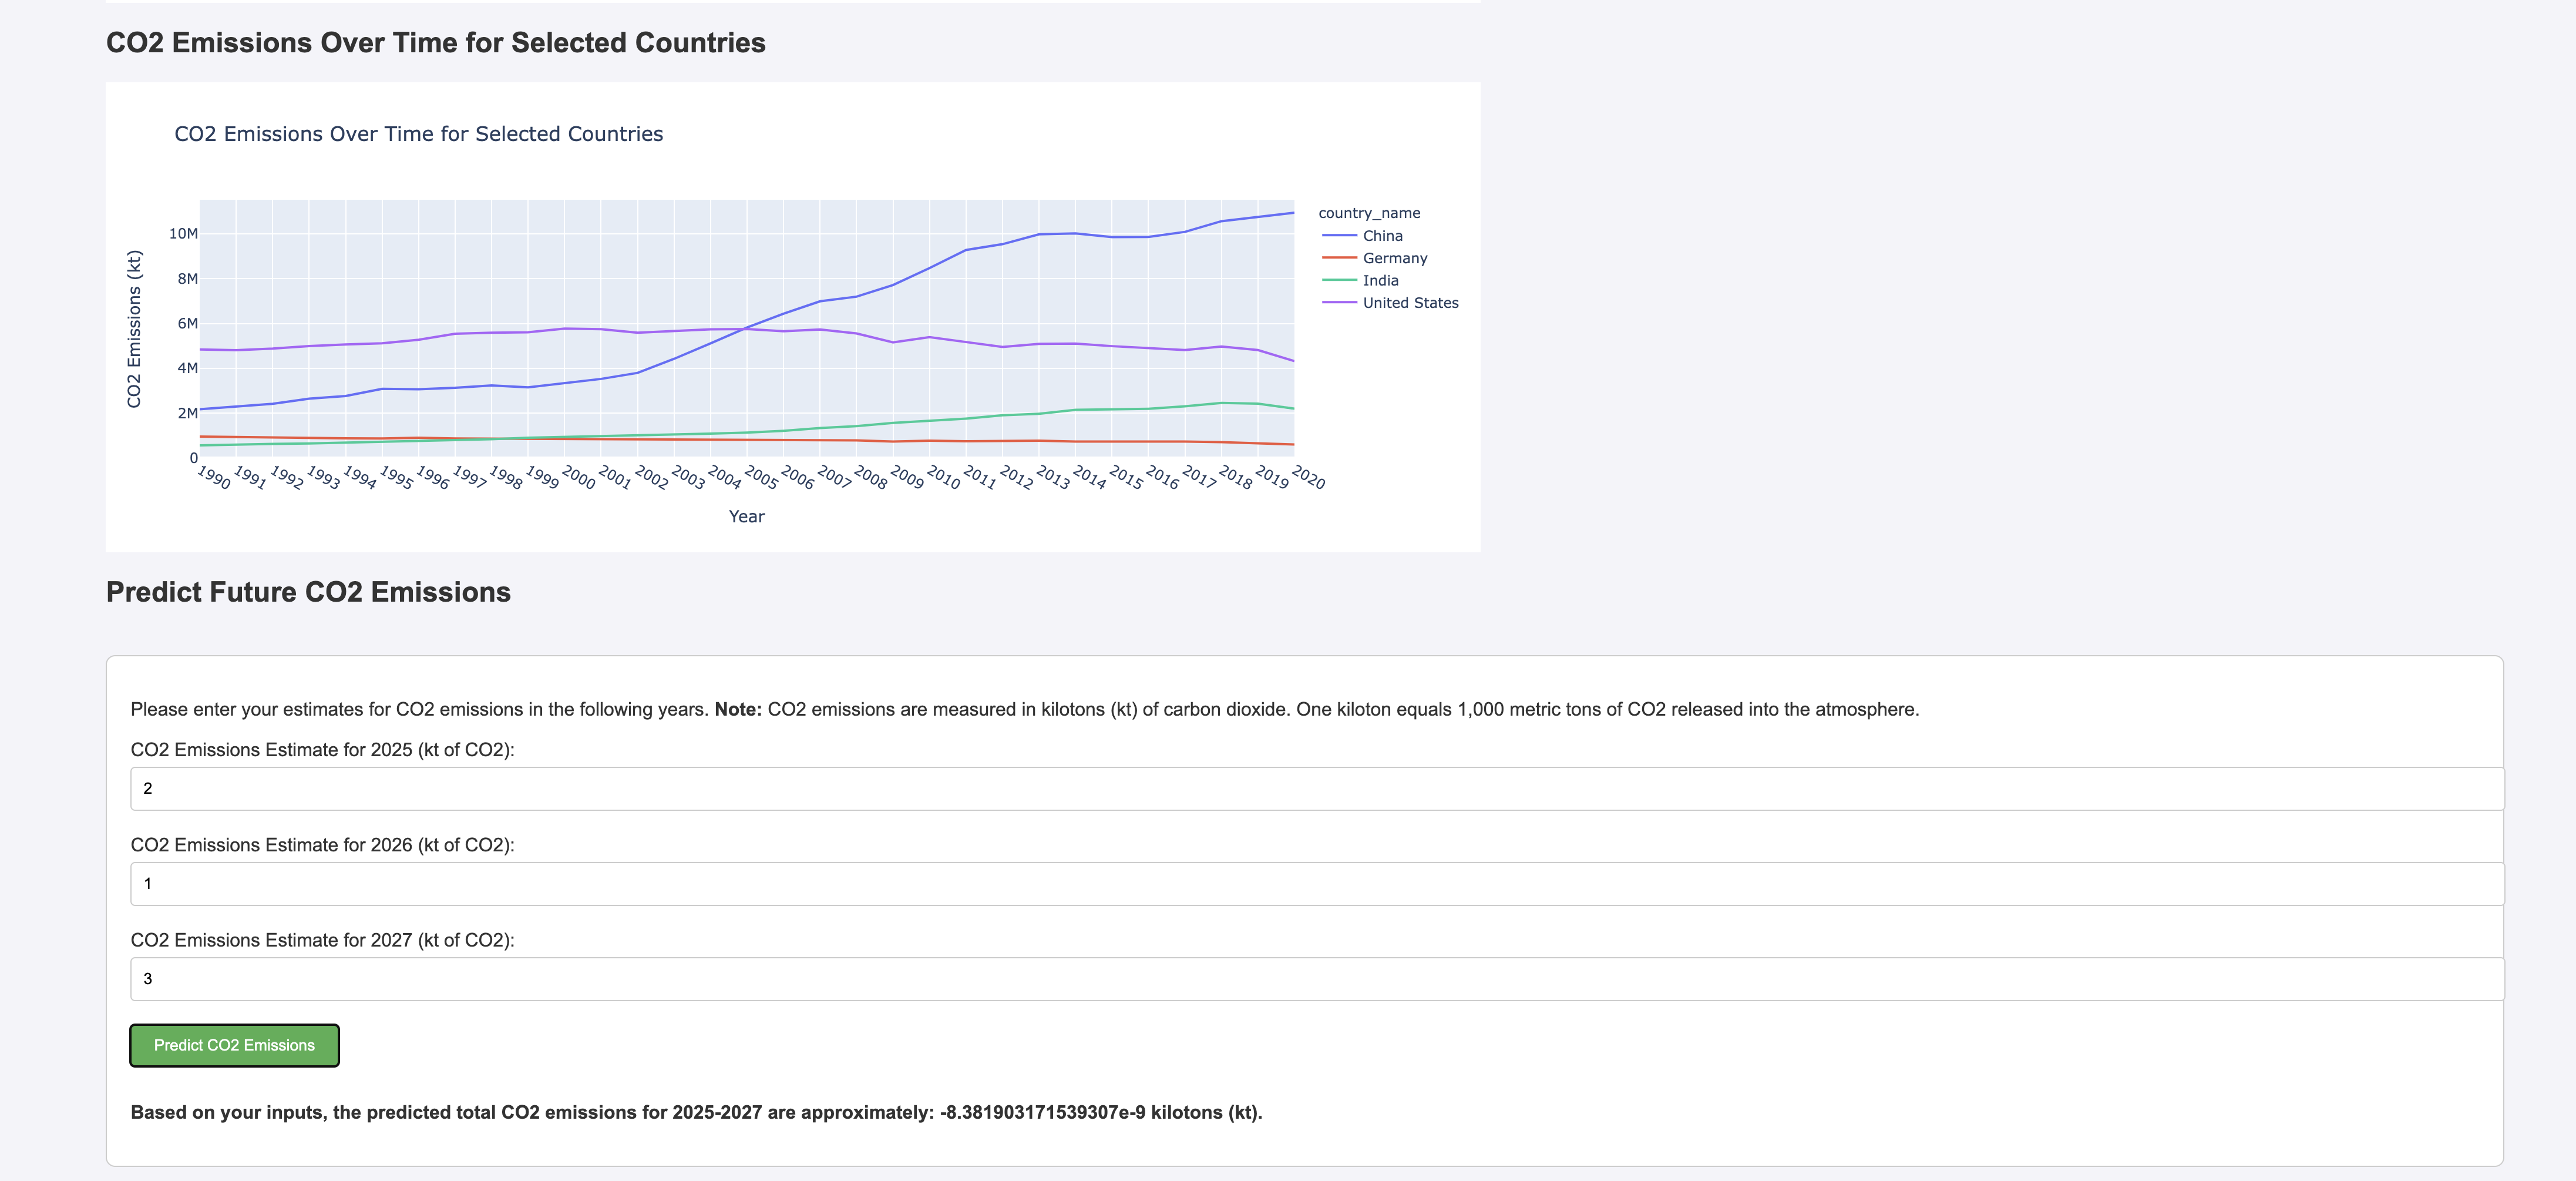 CO2 Emissions Over Time for Selected Countries
CO2 Emissions Over Time for Selected Countries
CO2 Emissions (kt)
10M
8M
6M
4M
2M
0
1990 1991 1992 1993 1994 1995 1996 1997 1998 1999 2000 2001 2002 2003 2004 2005 2006 2007 2008 2009 2010 2011 2012 2013 2014 2015 2016 2017 2018 2019 2020
Year
country_name
China
Germany
India
United States
Predict Future CO2 Emissions
Please enter your estimates for CO2 emissions in the following years. Note: CO2 emissions are measured in kilotons (kt) of carbon dioxide. One kiloton equals 1,000 metric tons of CO2 released into the atmosphere.
CO2 Emissions Estimate for 2025 (kt of CO2):
2
CO2 Emissions Estimate for 2026 (kt of CO2):
1
CO2 Emissions Estimate for 2027 (kt of CO2):
3
Predict CO2 Emissions
Based on your inputs, the predicted total CO2 emissions for 2025-2027 are approximately: -8.381903171539307e-9 kilotons (kt).